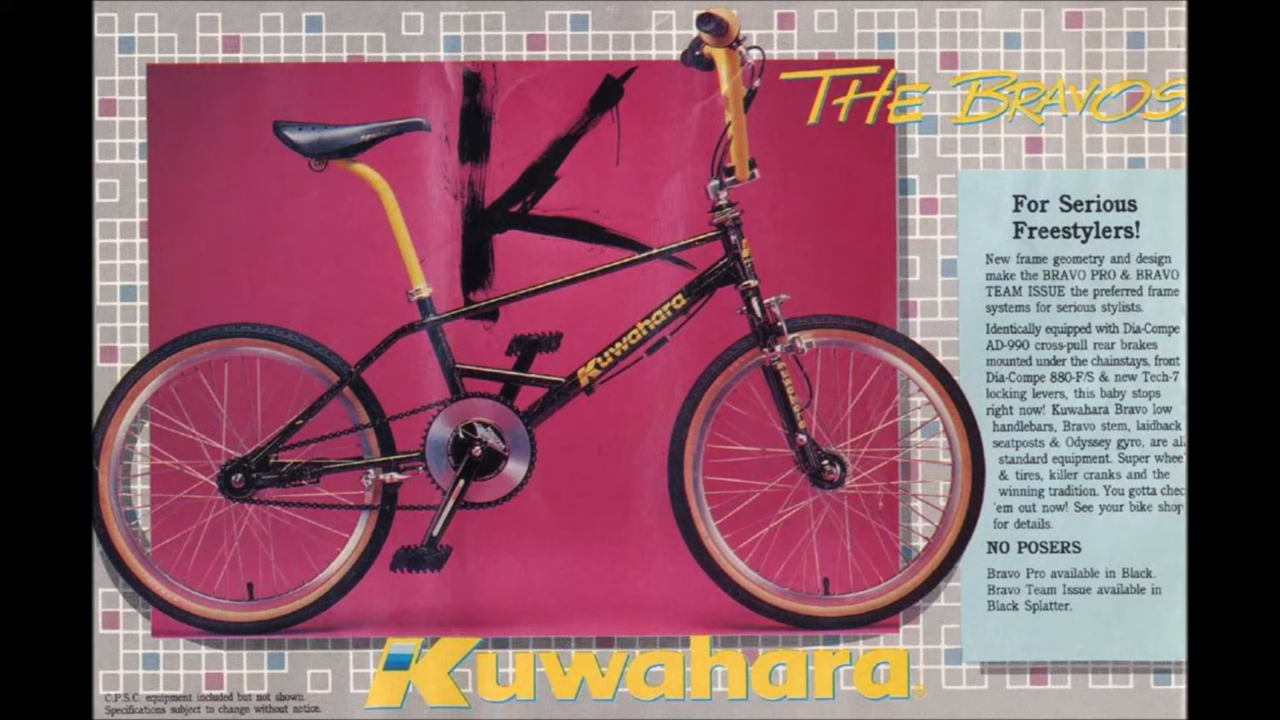 THE BRAVOS
For Serious
Freestylers!
New frame geometry and design
make the BRAVO PRO & BRAVO
TEAM ISSUE the preferred frame
systems for serious stylists.
Identically equipped with Dia-Compe
AD-990 cross-pull rear brakes
mounted under the chainstays, front
Dia-Compe 880-F/S & new Tech-7
locking levers, this baby stops
right now! Kuwahara Bravo low
handlebars, Bravo stem, laidback
seatposts & Odyssey gyro, are all
standard equipment. Super whee
& tires, killer cranks and the
winning tradition. You gotta chec
'em out now! See your bike shop
for details.
NO POSERS
Bravo Pro available in Black.
Bravo Team Issue available in
Black Splatter.
K
Kuwahara
Kuwahara
C.P.S.C. equipment included but not shown.
Specifications subject to change without notice.